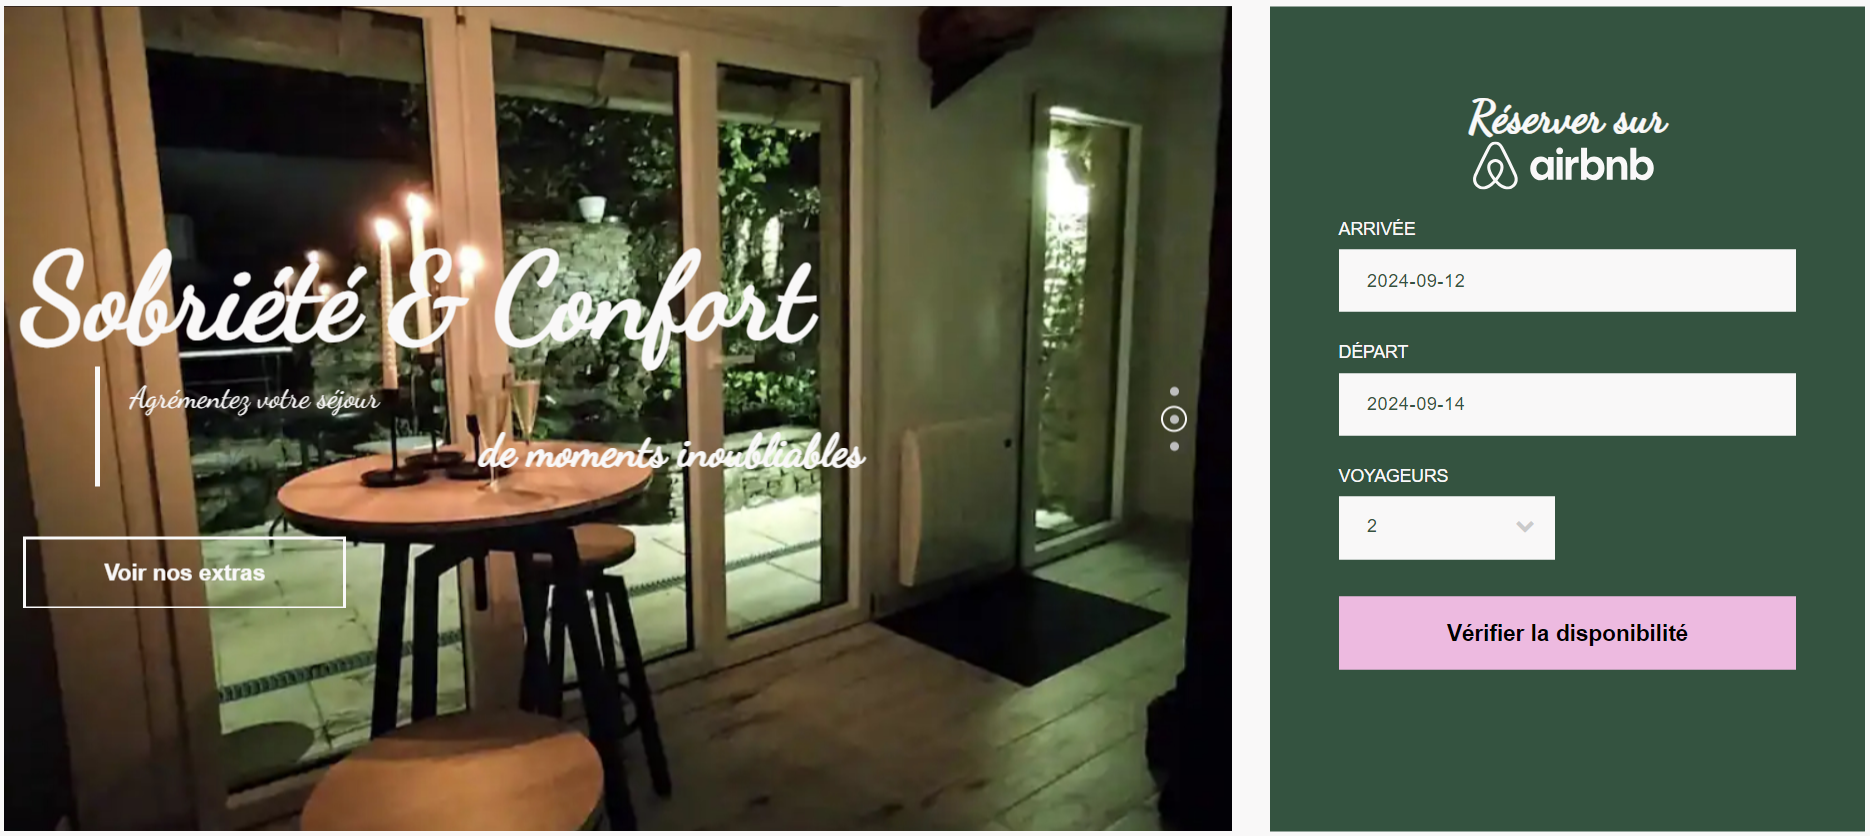 Sobriété & Confort
Agrémentez votre séjour
de moments inoubliables
Voir nos extras
Réserver sur
airbnb
ARRIVÉE
2024-09-12
DÉPART
2024-09-14
VOYAGEURS
2
Vérifier la disponibilité